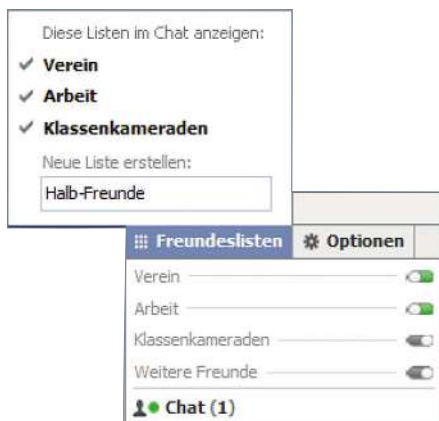 Diese Listen im Chat anzeigen:
Verein
Arbeit
Klassenkameraden
Neue Liste erstellen:
Halb-Freunde
Freundeslisten Optionen
Verein
Arbeit
Klassenkameraden
Weitere Freunde
Chat (1)